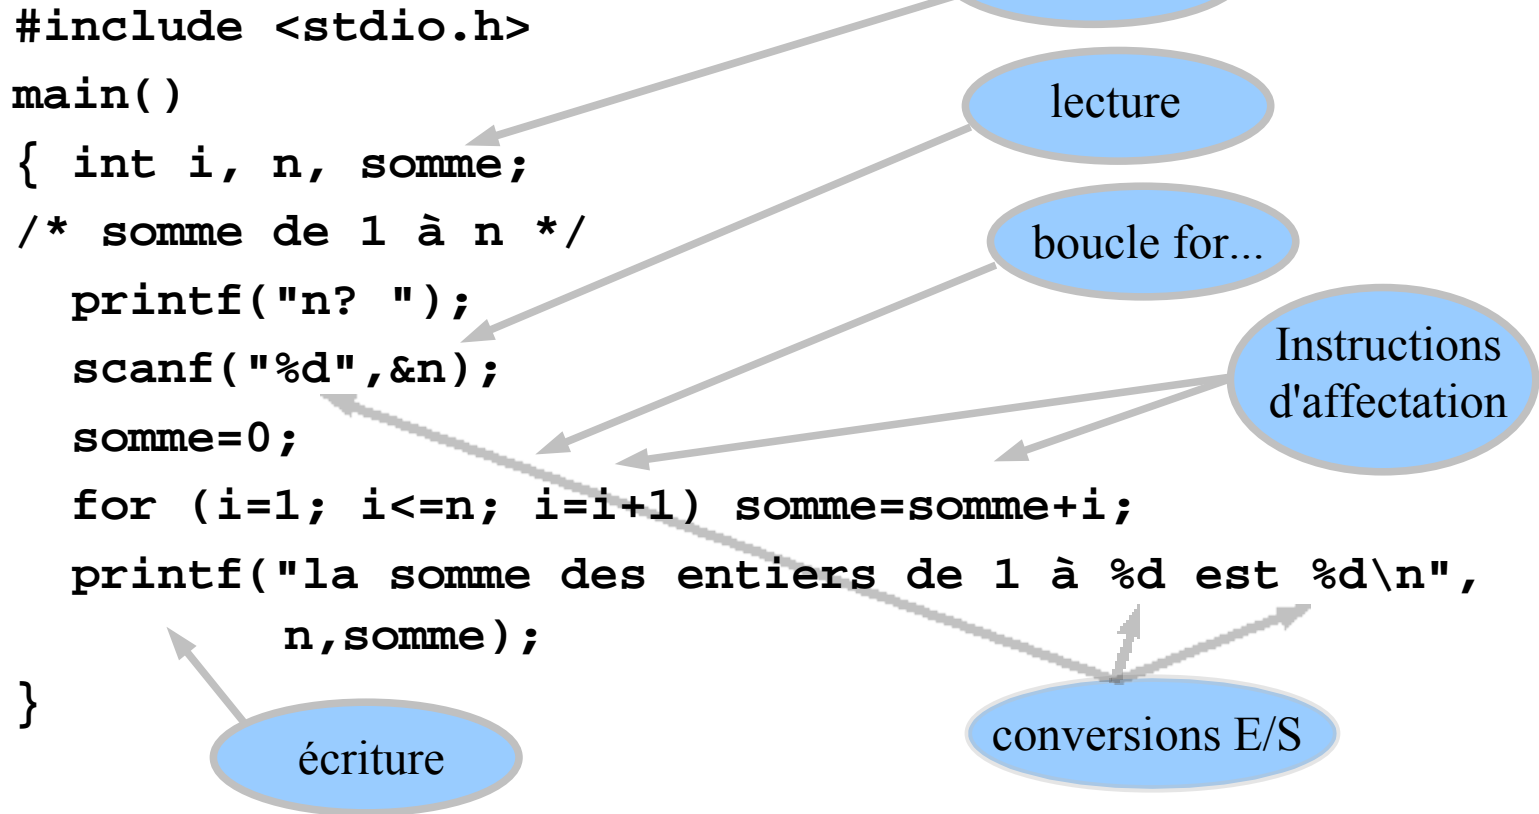 #include <stdio.h>
main()
lecture
{ int i, n, somme;
/* somme de 1 à n */
boucle for...
printf("n? ");
scanf("%d",&n);
Instructions
d'affectation
somme=0;
for (i=1; i<=n; i=i+1) somme=somme+i;
printf("la somme des entiers de 1 à %d est %d\n",
n,somme);
}
écriture
conversions E/S